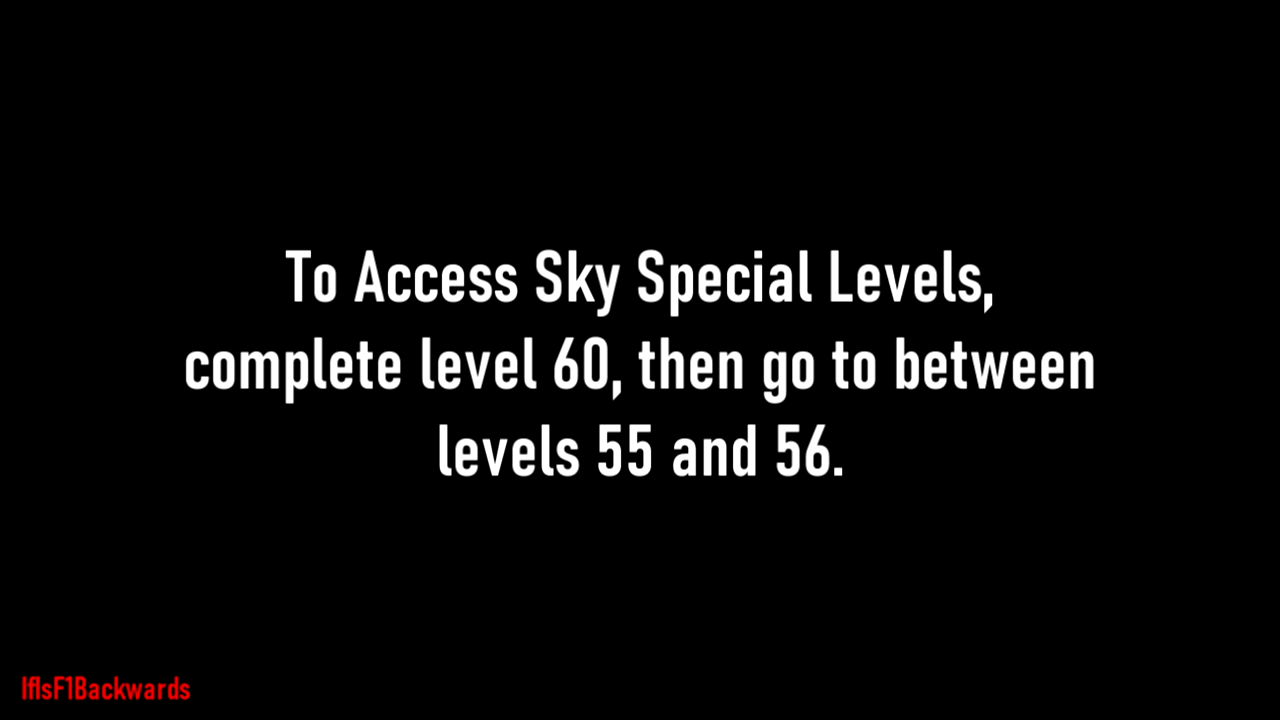 To Access Sky Special Levels,
complete level 60, then go to between
levels 55 and 56.
IfIsF1Backwards